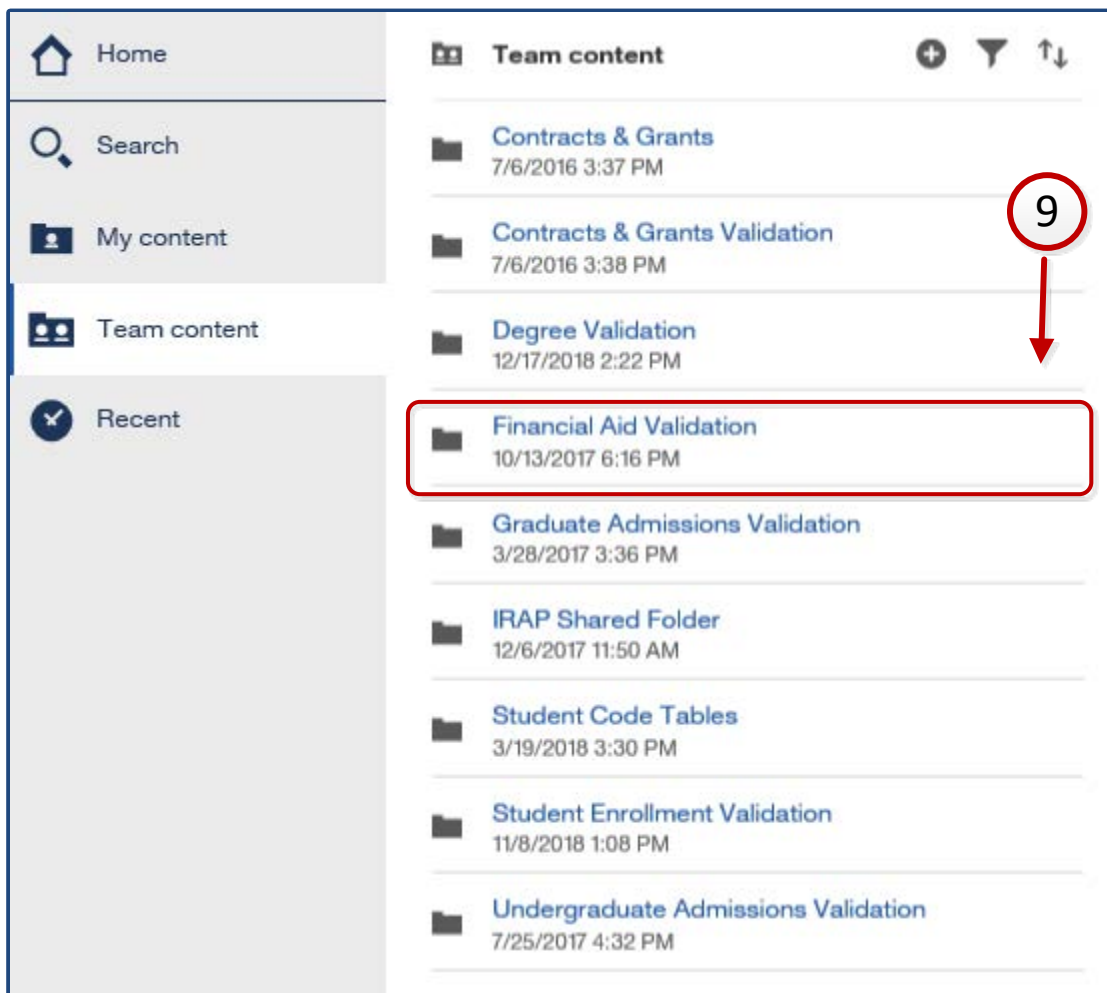 Home
Search
My content
Team content
Recent
Team content
Contracts & Grants
7/6/2016 3:37 PM
Contracts & Grants Validation
7/6/2016 3:38 PM
9
Degree Validation
12/17/2018 2:22 PM
Financial Aid Validation
10/13/2017 6:16 PM
Graduate Admissions Validation
3/28/2017 3:36 PM
IRAP Shared Folder
12/6/2017 11:50 AM
Student Code Tables
3/19/2018 3:30 PM
Student Enrollment Validation
11/8/2018 1:08 PM
Undergraduate Admissions Validation
7/25/2017 4:32 PM